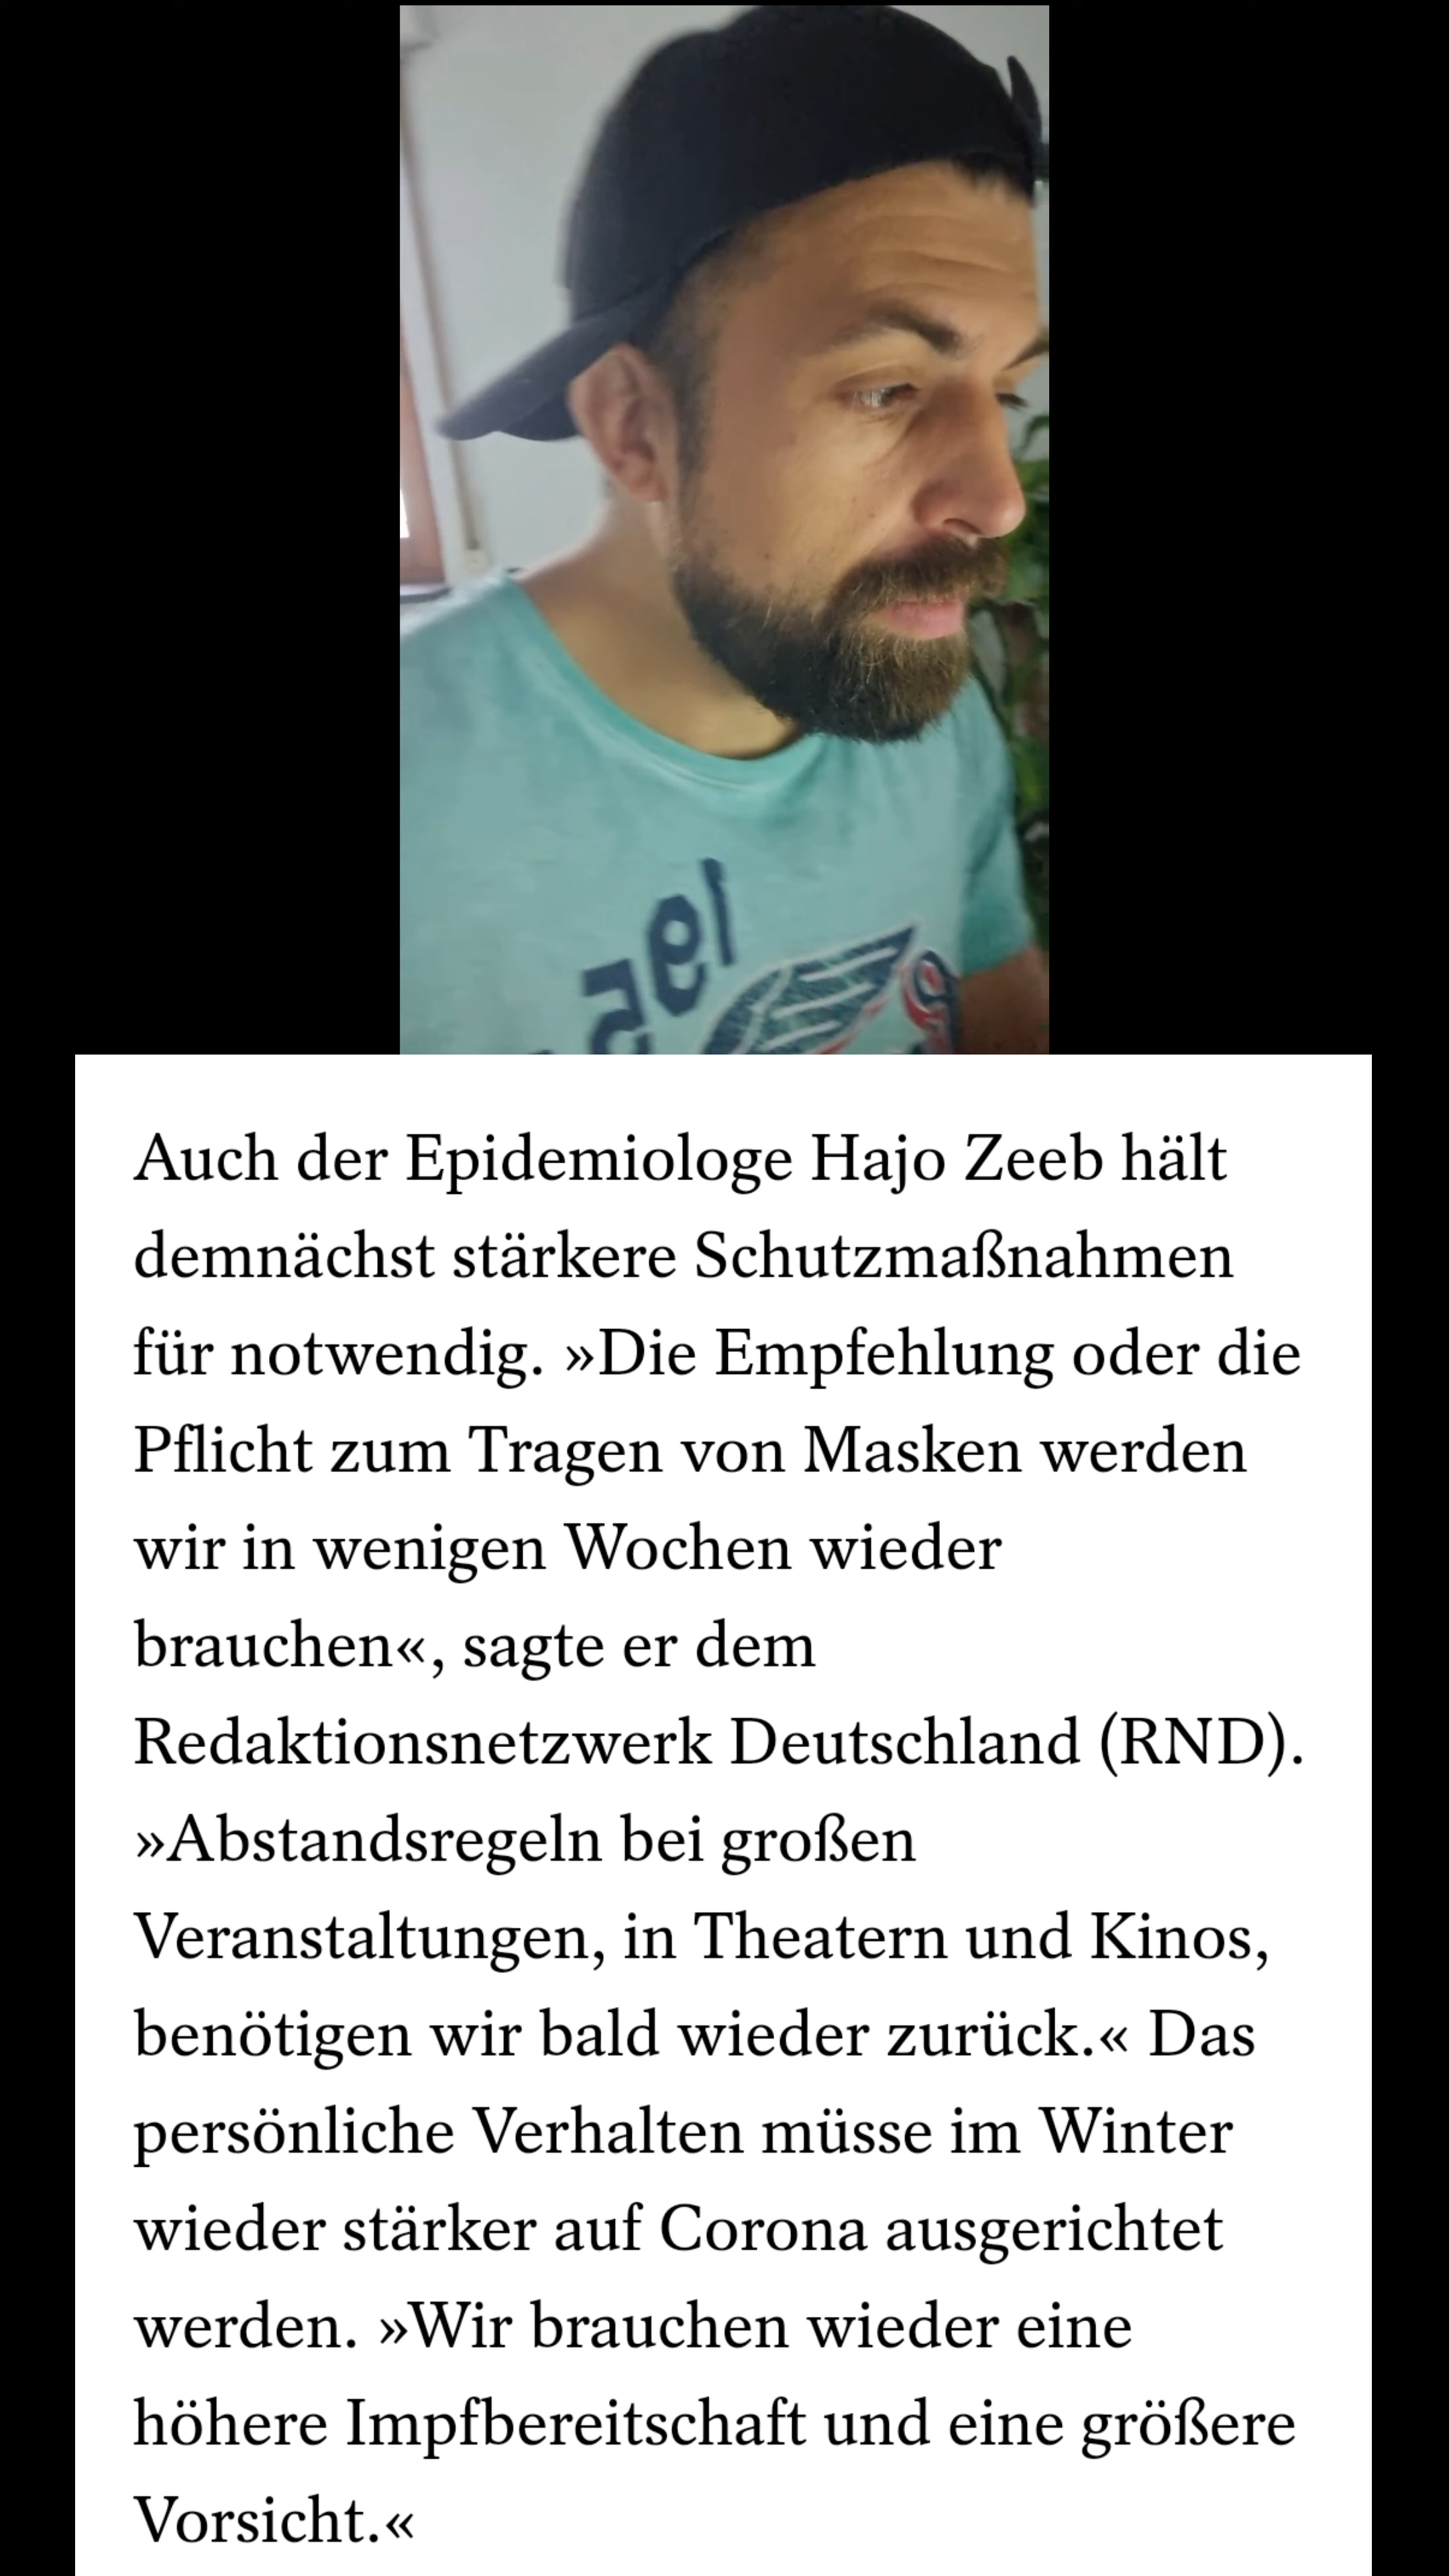 Auch der Epidemiologe Hajo Zeeb hält
demnächst stärkere Schutzmaßnahmen
für notwendig. »Die Empfehlung oder die
Pflicht zum Tragen von Masken werden
wir in wenigen Wochen wieder
brauchen«, sagte er dem
Redaktionsnetzwerk Deutschland (RND).
»Abstandsregeln bei großen
Veranstaltungen, in Theatern und Kinos,
benötigen wir bald wieder zurück.« Das
persönliche Verhalten müsse im Winter
wieder stärker auf Corona ausgerichtet
werden. »Wir brauchen wieder eine
höhere Impfbereitschaft und eine größere
Vorsicht.«